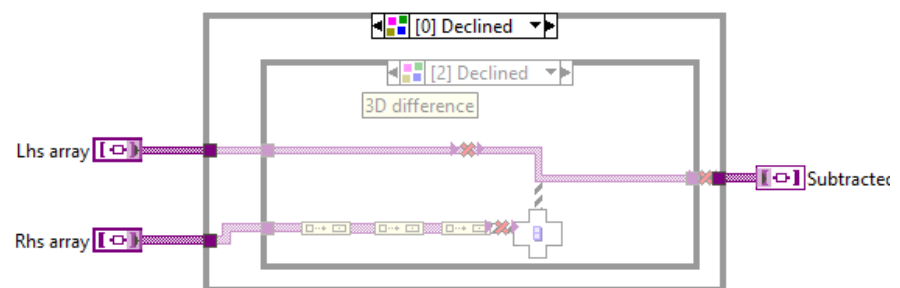 [0] Declined
[2] Declined
3D difference
Lhs array
Subtracted
Rhs array